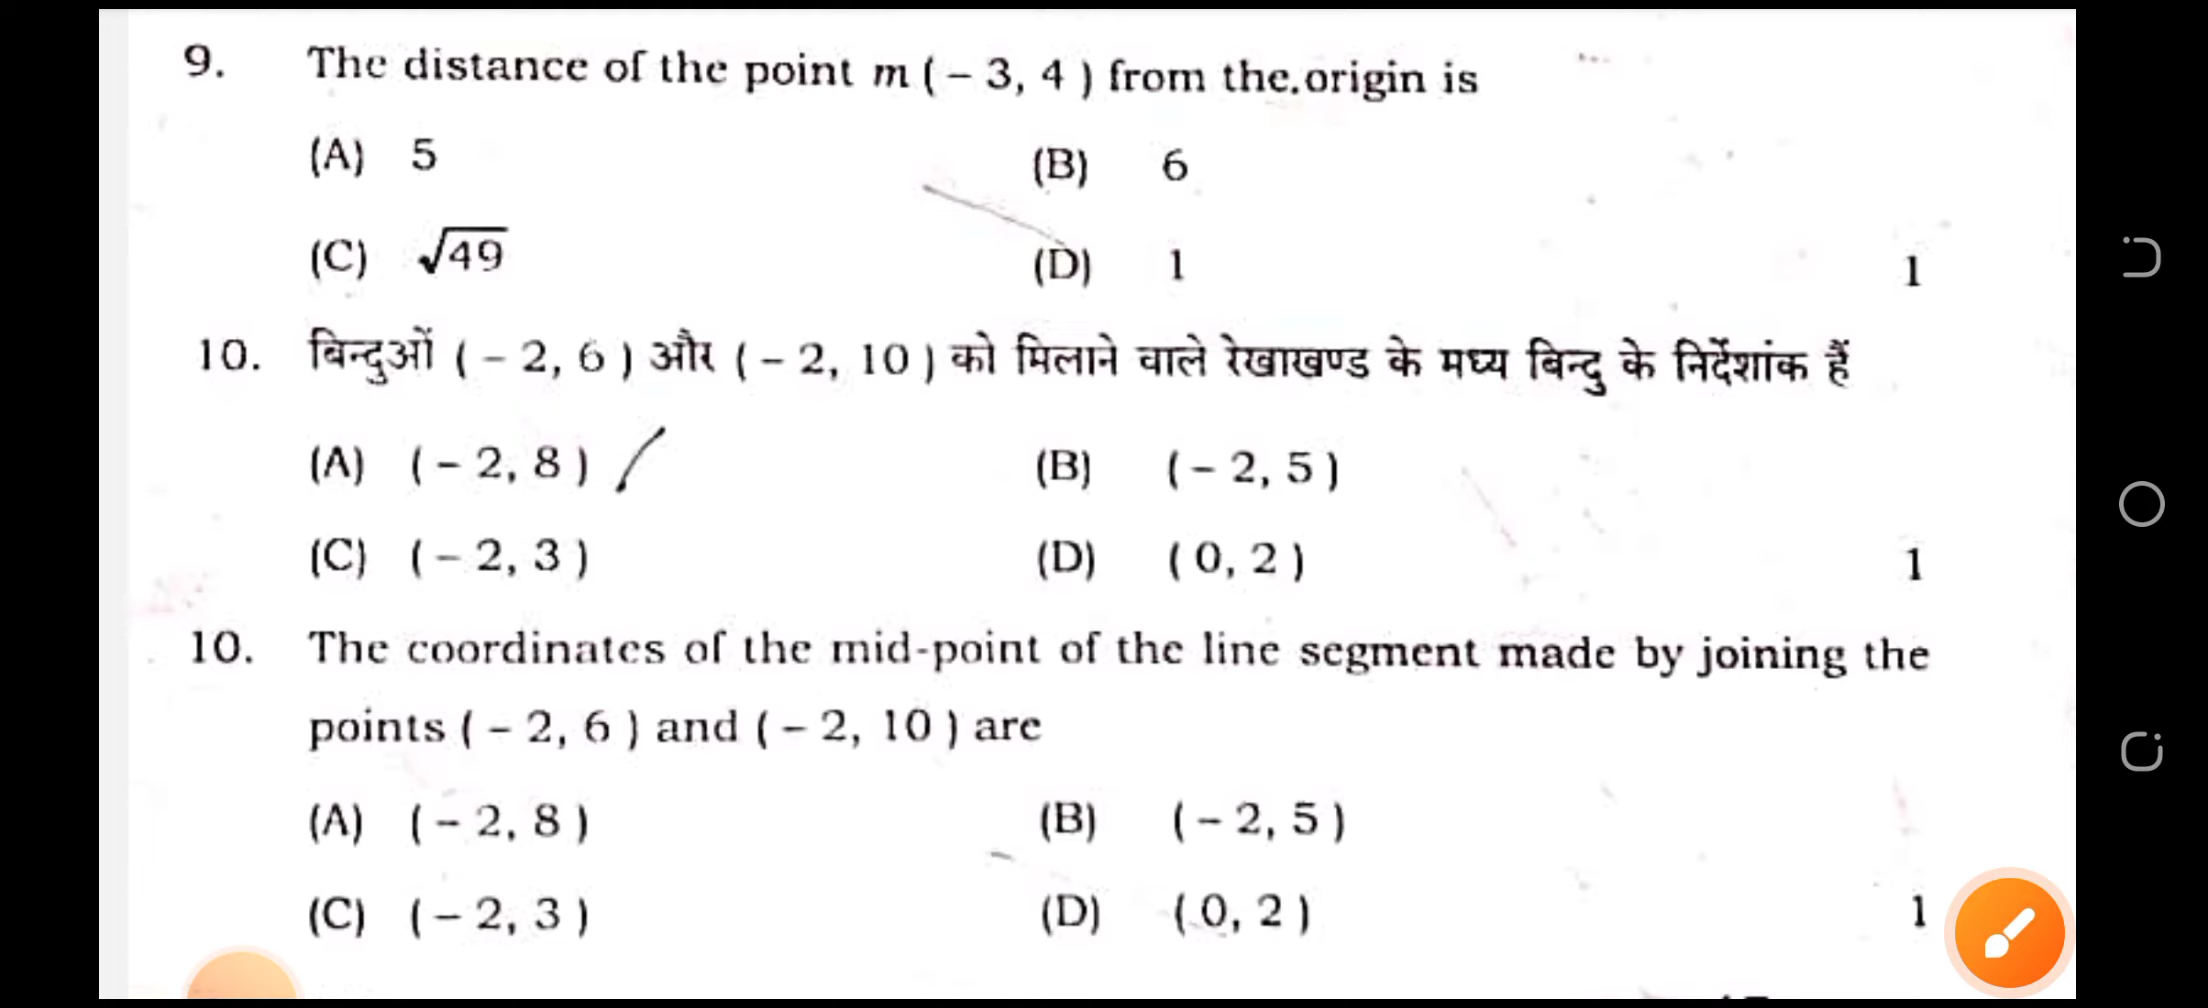 9. The distance of the point m ( – 3, 4 ) from the origin is
(A) 5 (B) 6
(C) √49 (D) 1 1
10. बिन्दुओं ( – 2, 6 ) और ( – 2, 10 ) को मिलाने वाले रेखाखण्ड के मध्य बिन्दु के निर्देशांक हैं
(A) ( – 2, 8 ) (B) ( – 2, 5 )
(C) ( – 2, 3 ) (D) ( 0, 2 ) 1
10. The coordinates of the mid-point of the line segment made by joining the
points ( – 2, 6 ) and ( – 2, 10 ) are
(A) ( – 2, 8 ) (B) ( – 2, 5 )
(C) ( – 2, 3 ) (D) ( 0, 2 ) 1